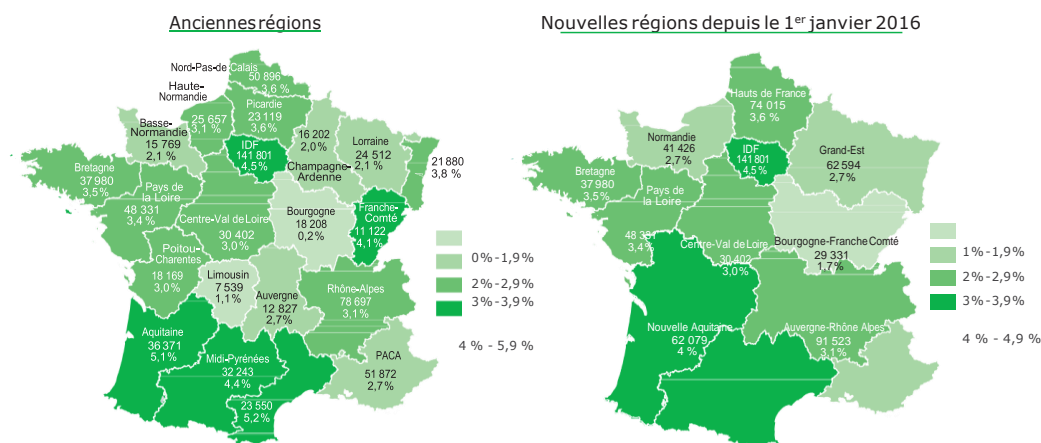 Anciennes régions
Nord-Pas-de Calais
50 896
3,6 %
Haute-
Normandie
25 657
3,1 %
Picardie
23 119
3,6%
Basse-
Normandie
15 769
2,1 %
IDF
141 801
4,5%
16 202
2,0%
Champagne-
Ardenne
Lorraine
24 512
2,1 %
21 880
3,8 %
Bretagne
37 980
3,5%
Pays de
la Loire
48 331
3,4 %
Centre-Val de Loire
30 402
3,0%
Bourgogne
18 208
0,2%
Franche-
Comté
11 122
4,1%
Poitou-
Charentes
18 169
3,0%
Limousin
7 539
1,1%
Auvergne
12 827
2,7%
Rhône-Alpes
78 697
3,1%
Aquitaine
36 371
5,1%
Midi-Pyrénées
32 243
4,4%
23 550
5,2%
PACA
51 872
2,7%
0% -1,9%
2% -2,9%
3% -3,9%
4 % - 5,9 %
Nouvelles régions depuis le 1er janvier 2016
Hauts de France
74 015
3,6 %
Normandie
41 426
2,7%
IDF
141 801
4,5%
Grand-Est
62 594
2,7%
Bretagne
37 980
3,5%
Pays de
la Loire
48 331
3,4%
Centre-Val de Loire
30 402
3,0%
Bourgogne-Franche Comté
29 331
1,7%
Nouvelle Aquitaine
62 079
4 %
Auvergne-Rhône Alpes
91 523
3,1%
1% -1,9%
2% -2,9%
3% -3,9%
4 % - 4,9 %